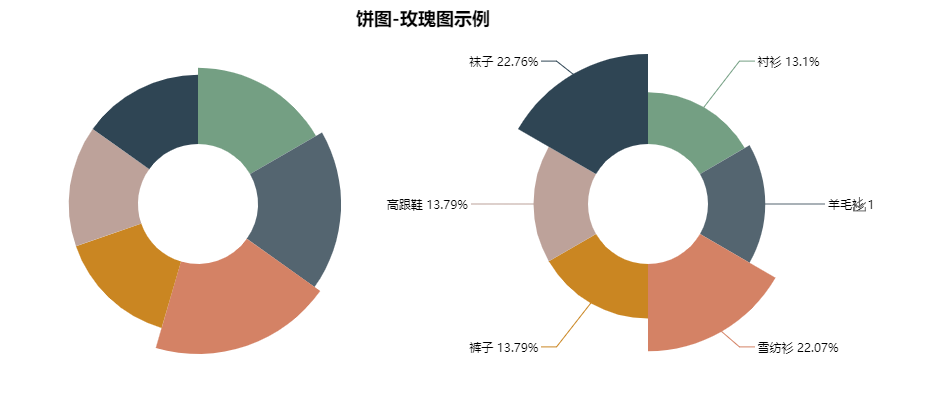 饼图-玫瑰图示例
袜子 22.76%
衬衫 13.1%
高跟鞋 13.79%
羊毛衫 1
裤子 13.79%
雪纺衫 22.07%